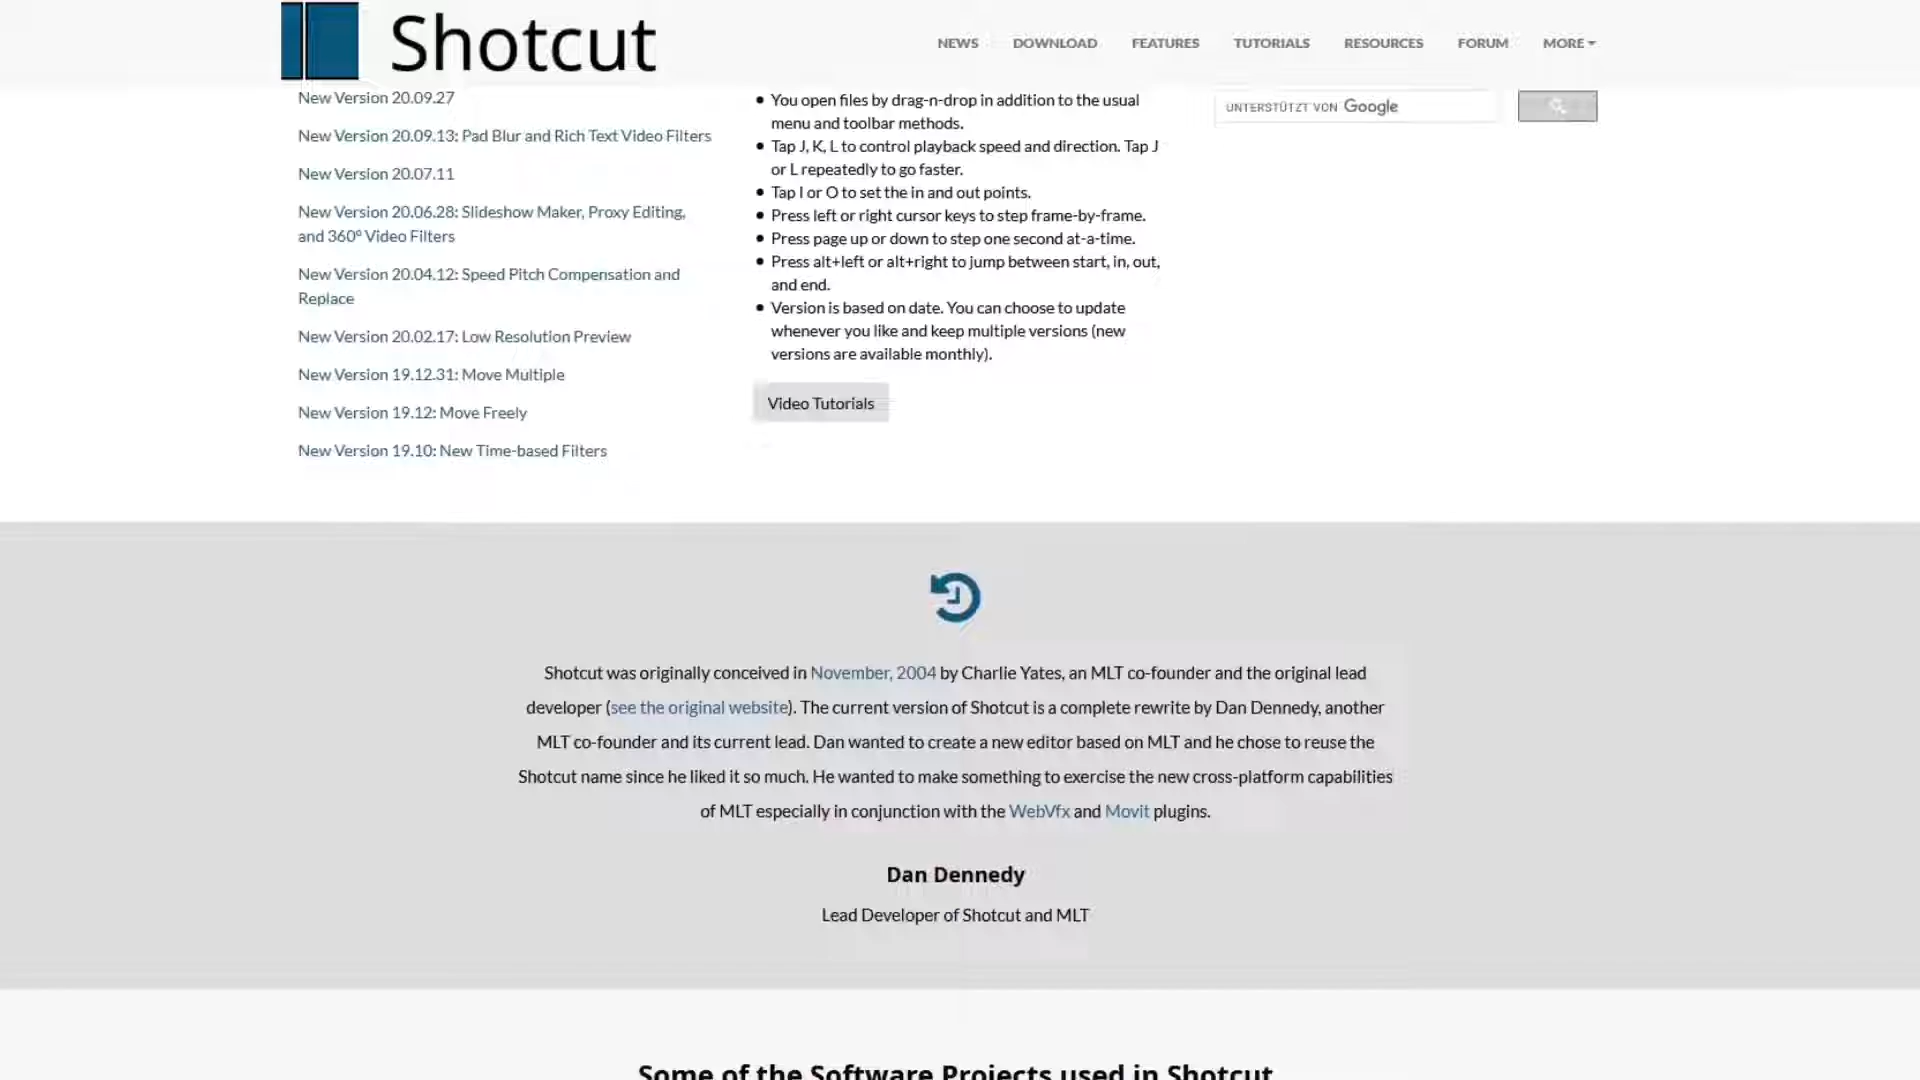 Shotcut
NEWS
DOWNLOAD
FEATURES
TUTORIALS
RESOURCES
FORUM
MORE
New Version 20.09.27
New Version 20.09.13: Pad Blur and Rich Text Video Filters
New Version 20.07.11
New Version 20.06.28: Slideshow Maker, Proxy Editing,
and 360° Video Filters
New Version 20.04.12: Speed Pitch Compensation and
Replace
New Version 20.02.17: Low Resolution Preview
New Version 19.12.31: Move Multiple
New Version 19.12: Move Freely
New Version 19.10: New Time-based Filters
• You open files by drag-n-drop in addition to the usual
menu and toolbar methods.
• Tap J, K, L to control playback speed and direction. Tap J
or L repeatedly to go faster.
• Tap I or O to set the in and out points.
• Press left or right cursor keys to step frame-by-frame.
• Press page up or down to step one second at-a-time.
• Press alt+left or alt+right to jump between start, in, out,
and end.
• Version is based on date. You can choose to update
whenever you like and keep multiple versions (new
versions are available monthly).
Video Tutorials
UNTERSTÜTZT VON Google
Shotcut was originally conceived in November, 2004 by Charlie Yates, an MLT co-founder and the original lead
developer (see the original website). The current version of Shotcut is a complete rewrite by Dan Dennedy, another
MLT co-founder and its current lead. Dan wanted to create a new editor based on MLT and he chose to reuse the
Shotcut name since he liked it so much. He wanted to make something to exercise the new cross-platform capabilities
of MLT especially in conjunction with the WebVfx and Movit plugins.
Dan Dennedy
Lead Developer of Shotcut and MLT
Some of the Software Projects used in Shotcut